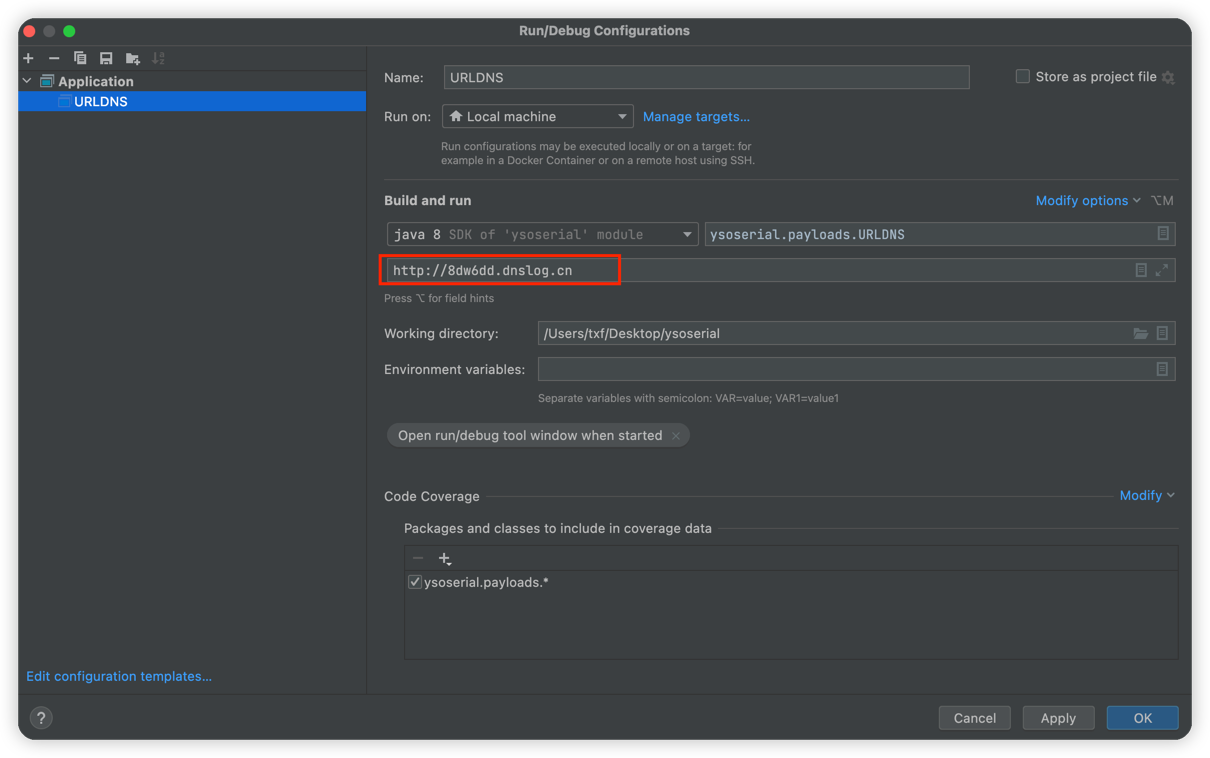 Run/Debug Configurations
Application
URLDNS
Name: URLDNS
Store as project file
Run on: Local machine Manage targets...
Run configurations may be executed locally or on a target: for
example in a Docker Container or on a remote host using SSH.
Build and run Modify options ⌥M
java 8 SDK of 'ysoserial' module ysoserial.payloads.URLDNS
http://8dw6dd.dnslog.cn
Press ⌥ for field hints
Working directory: /Users/txf/Desktop/ysoserial
Environment variables:
Separate variables with semicolon: VAR=value; VAR1=value1
Open run/debug tool window when started
Code Coverage Modify
Packages and classes to include in coverage data
ysoserial.payloads.*
Edit configuration templates...
? Cancel Apply OK